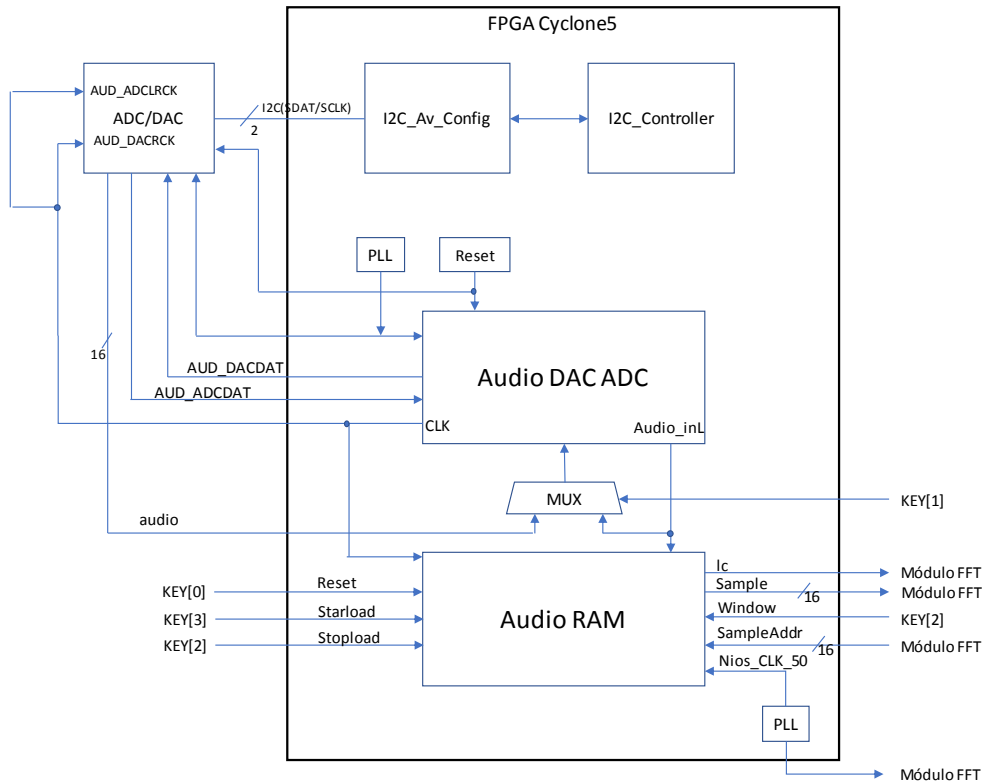 FPGA Cyclone5
AUD_ADCLRCK
ADC/DAC
AUD_DACRCK
I2C(SDAT/SCLK)
2
I2C_Av_Config
I2C_Controller
PLL
Reset
16
AUD_DACDAT
AUD_ADCDAT
Audio DAC ADC
CLK
Audio_inL
MUX
KEY[1]
audio
Ic
Módulo FFT
KEY[0]
Reset
Sample
16
Módulo FFT
KEY[3]
Starload
Audio RAM
Window
KEY[2]
KEY[2]
Stopload
SampleAddr
16
Módulo FFT
Nios_CLK_50
PLL
Módulo FFT